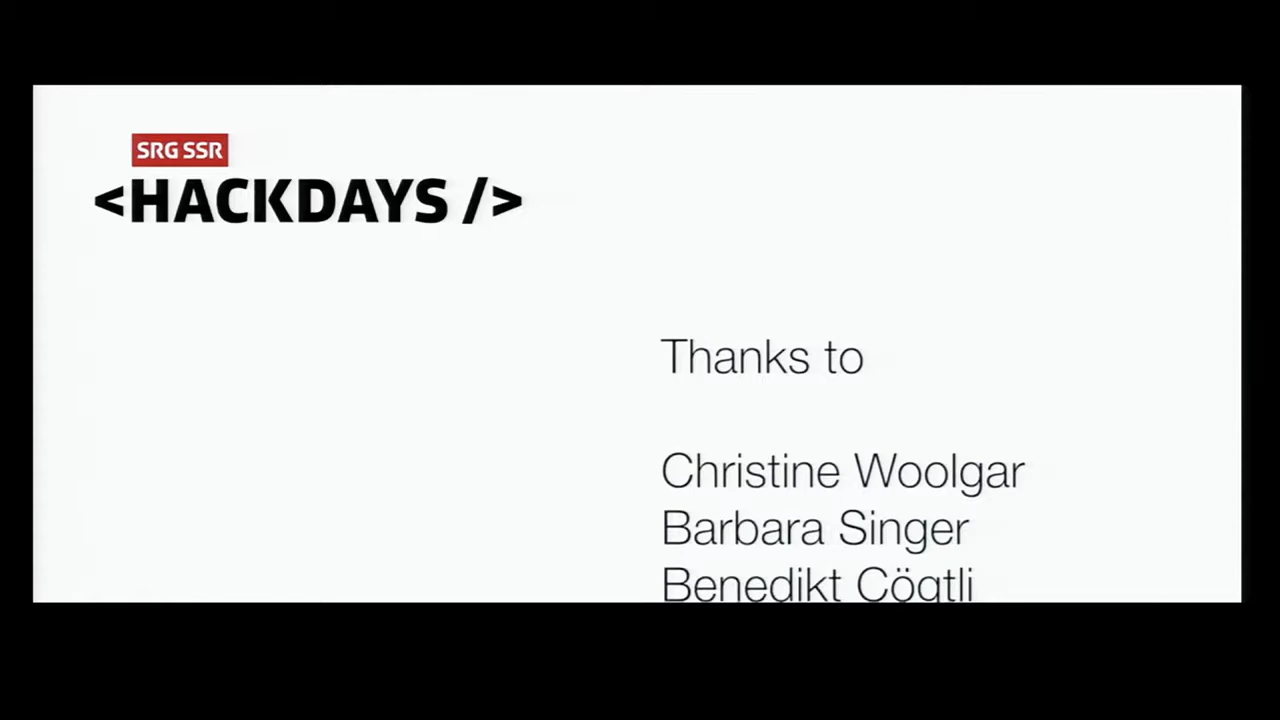 SRG SSR
<HACKDAYS />
Thanks to
Christine Woolgar
Barbara Singer
Benedikt Cögtli